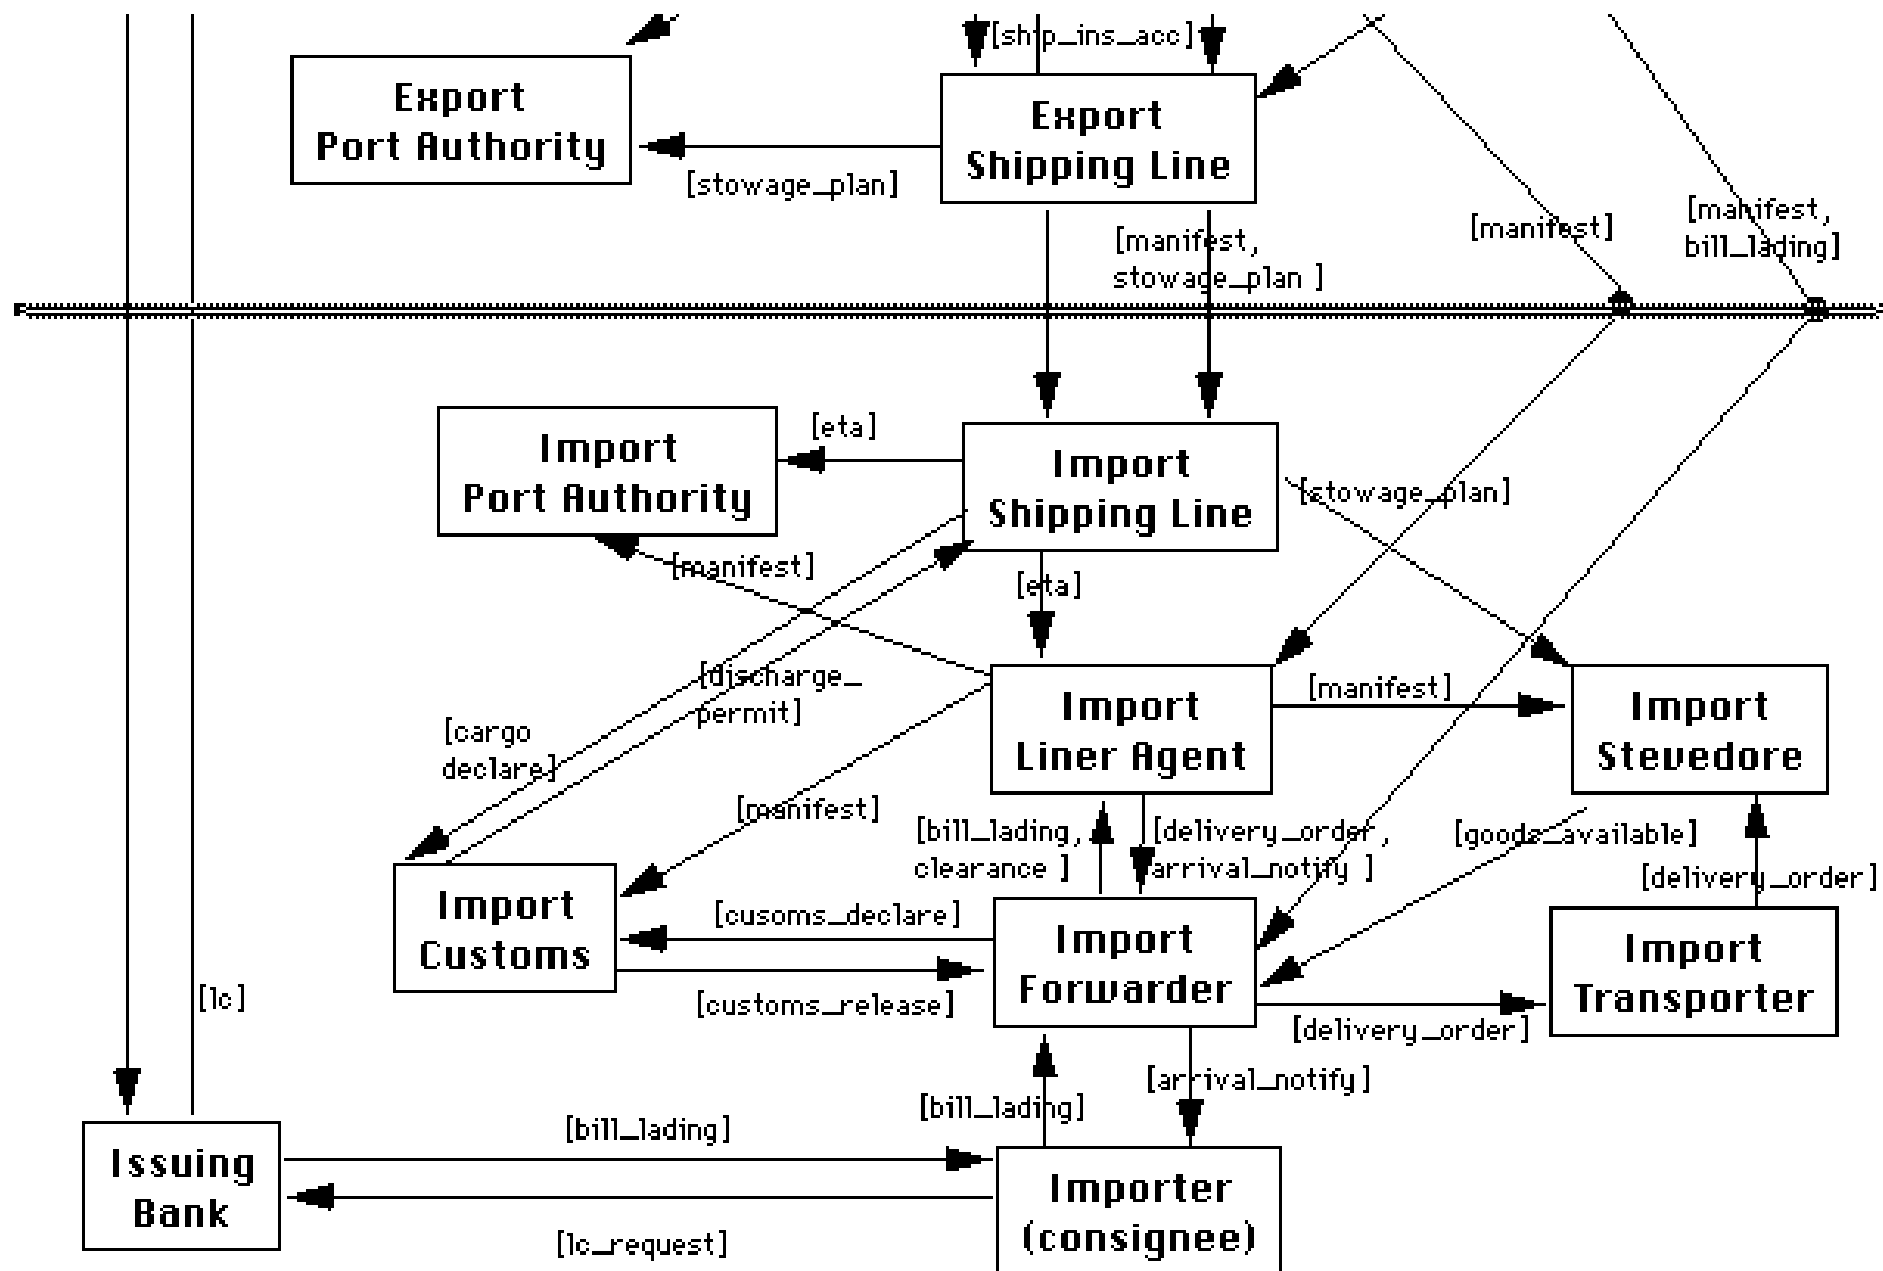 [ship_ins_acc]
Export
Port Authority
Export
Shipping Line
[stowage_plan]
[manifest,
stowage_plan ]
[manifest]
[manifest,
bill_lading]
[eta]
Import
Port Authority
Import
Shipping Line
[stowage_plan]
[manifest]
[eta]
[discharge_
permit]
[cargo
declare]
Import
Liner Agent
[manifest]
Import
Stevedore
[manifest]
[bill_lading,
clearance ]
[delivery_order,
arrival_notify ]
[goods_available]
[delivery_order]
Import
Customs
[cusoms_declare]
[customs_release]
Import
Forwarder
Import
Transporter
[delivery_order]
[lc]
[arrival_notify]
[bill_lading]
[bill_lading]
Issuing
Bank
Importer
(consignee)
[lc_request]